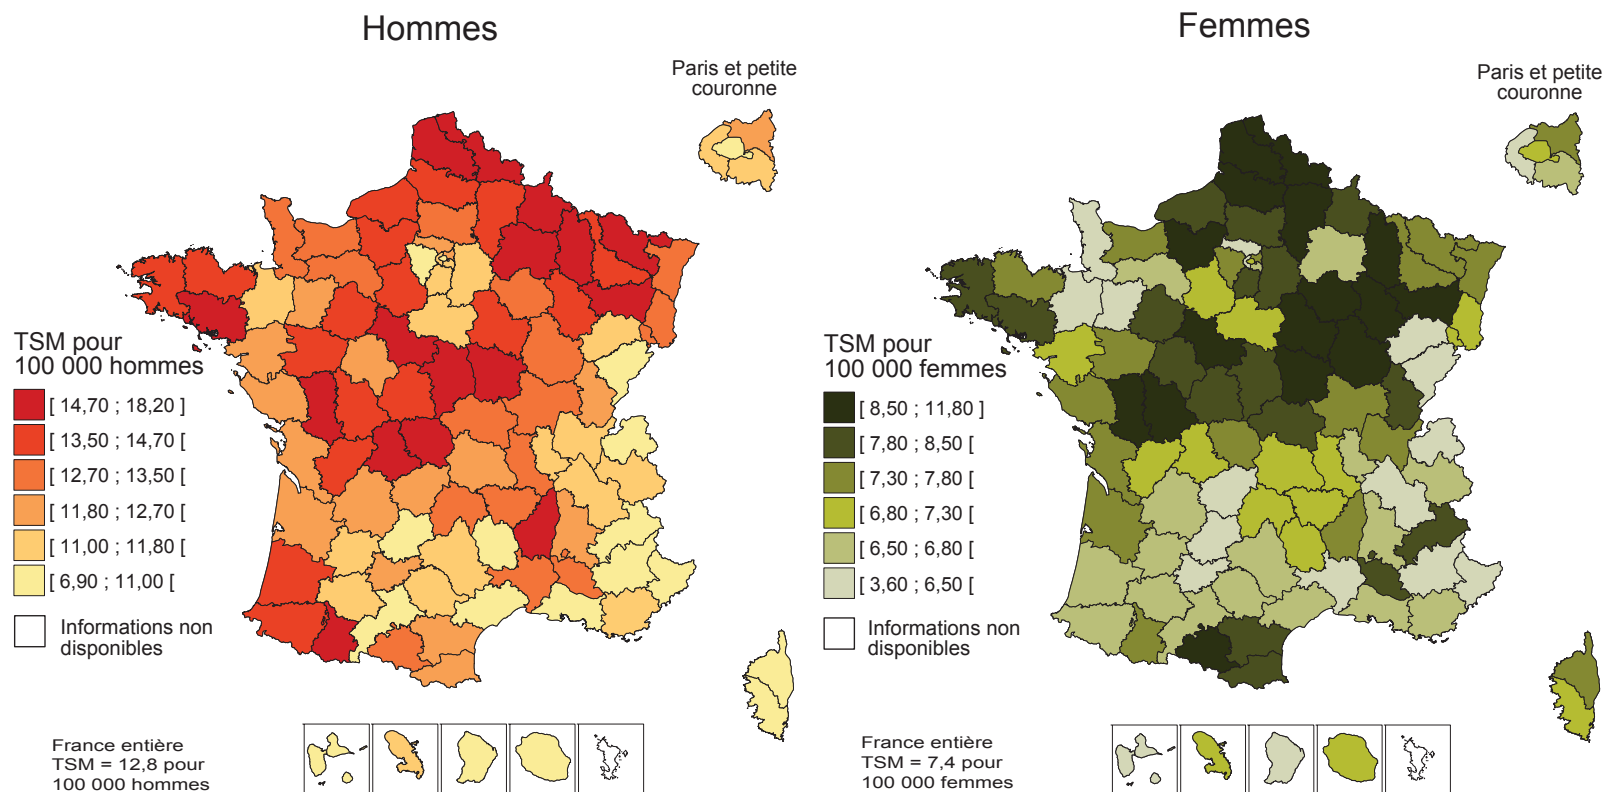 Hommes
Paris et petite
couronne
TSM pour
100 000 hommes
[ 14,70 ; 18,20 ]
[ 13,50 ; 14,70 [
[ 12,70 ; 13,50 [
[ 11,80 ; 12,70 [
[ 11,00 ; 11,80 [
[ 6,90 ; 11,00 [
Informations non
disponibles
France entière
TSM = 12,8 pour
100 000 hommes
Femmes
Paris et petite
couronne
TSM pour
100 000 femmes
[ 8,50 ; 11,80 ]
[ 7,80 ; 8,50 [
[ 7,30 ; 7,80 [
[ 6,80 ; 7,30 [
[ 6,50 ; 6,80 [
[ 3,60 ; 6,50 [
Informations non
disponibles
France entière
TSM = 7,4 pour
100 000 femmes